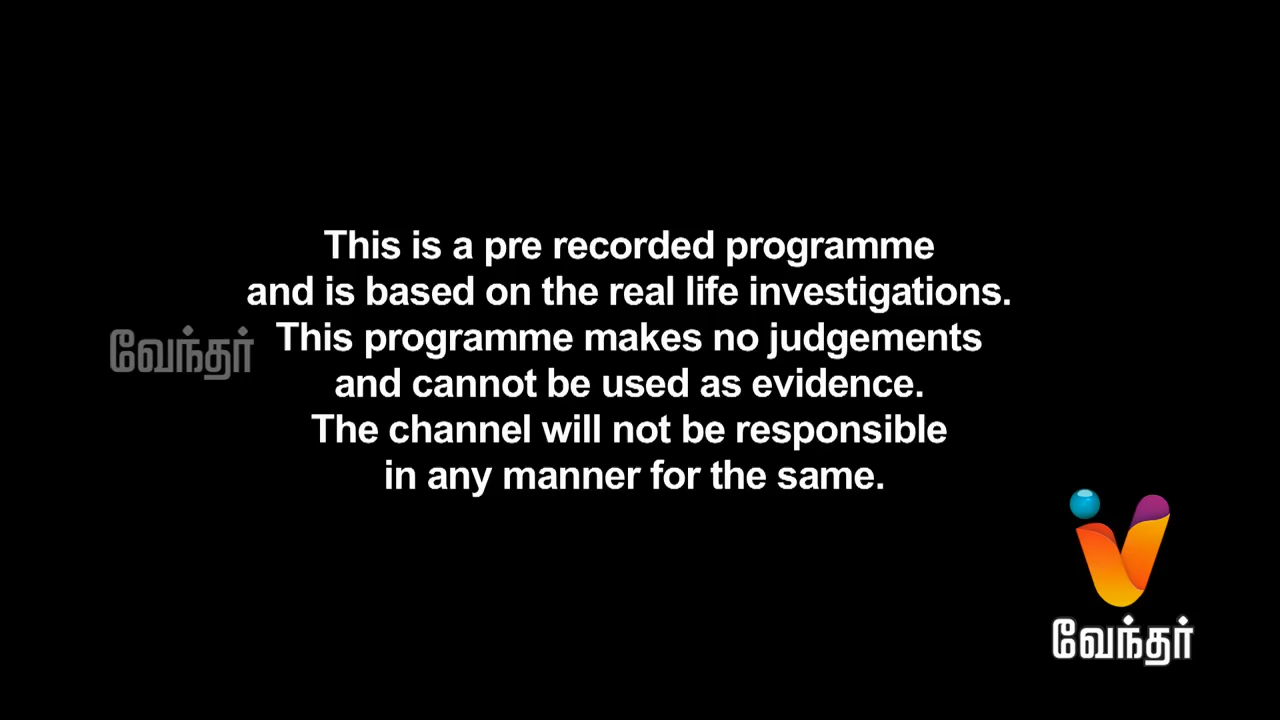 This is a pre recorded programme
and is based on the real life investigations.
வேந்தர்
This programme makes no judgements
and cannot be used as evidence.
The channel will not be responsible
in any manner for the same.
வேந்தர்